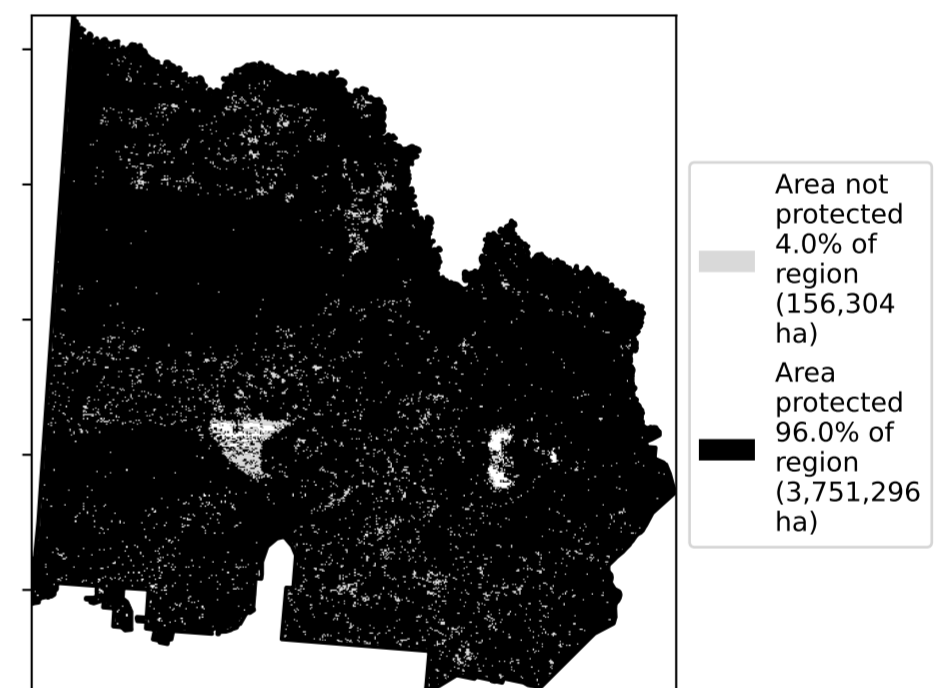 Area not
protected
4.0% of
region
(156,304
ha)
Area
protected
96.0% of
region
(3,751,296
ha)